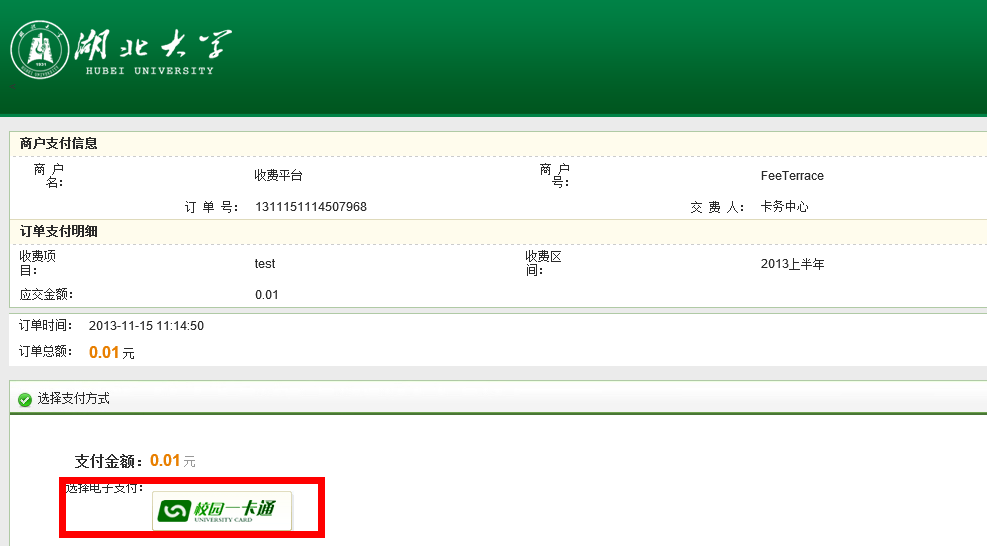 湖北大学
HUBEI UNIVERSITY
商户支付信息
商 户 名： 收费平台 商 户 号： FeeTerrace
订 单 号： 1311151114507968 交 费 人： 卡务中心
订单支付明细
收费项目： test 收费区间： 2013上半年
应交金额： 0.01
订单时间： 2013-11-15 11:14:50
订单总额： 0.01 元
选择支付方式
支付金额：0.01 元
选择电子支付：
校园一卡通
UNIVERSITY CARD